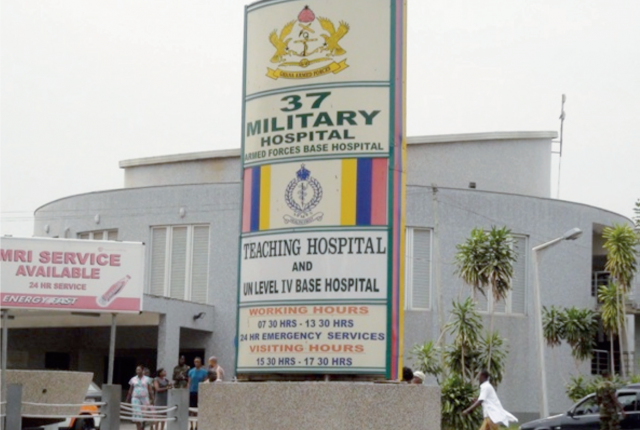 GHANA ARMED FORCES
37
MILITARY
HOSPITAL
ARMED FORCES BASE HOSPITAL
TEACHING HOSPITAL
AND
UN LEVEL IV BASE HOSPITAL
WORKING HOURS
07 30 HRS - 13 30 HRS
24 HR EMERGENCY SERVICES
VISITING HOURS
15 30 HRS - 17 30 HRS
MRI SERVICE
AVAILABLE
24 HR SERVICE
ENERGY FAST